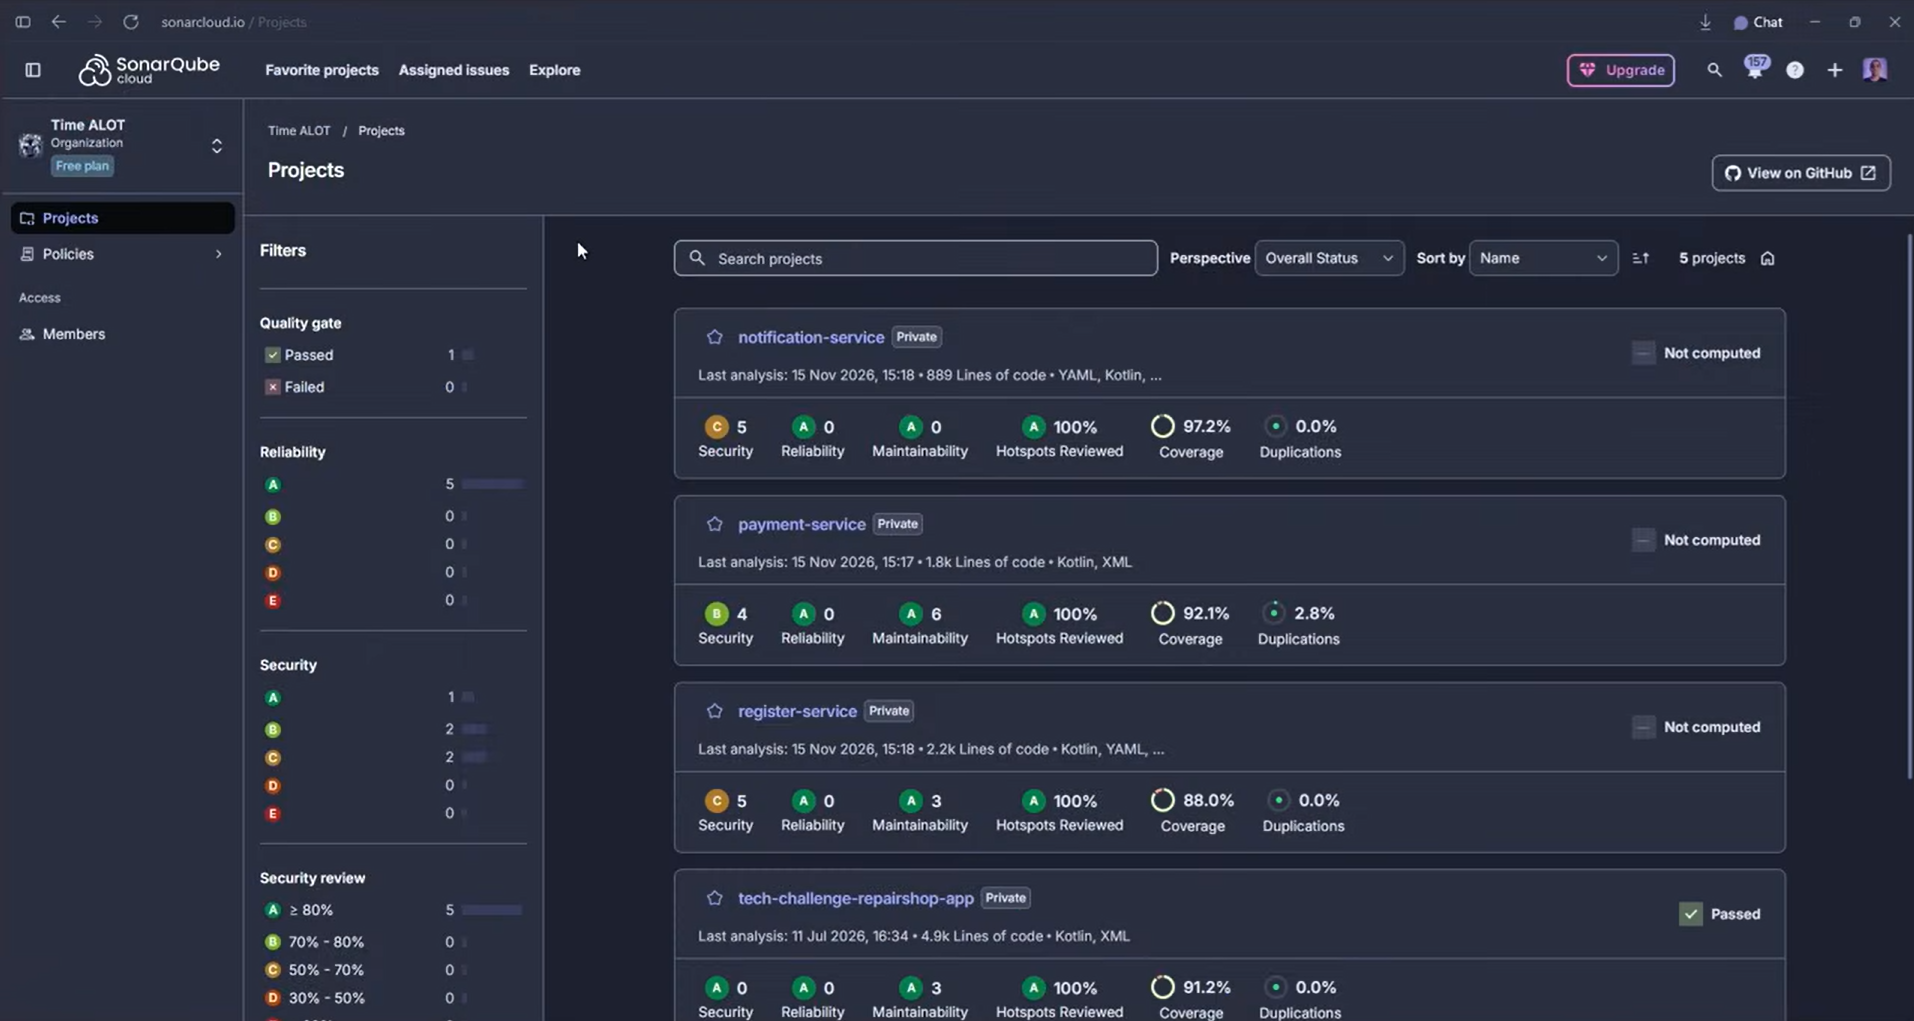 sonarcloud.io / Projects
Chat
SonarQube cloud
Favorite projects
Assigned issues
Explore
Upgrade
157
Time ALOT
Organization
Free plan
Projects
Policies
Access
Members
Time ALOT / Projects
Projects
View on GitHub
Filters
Quality gate
Passed 1
Failed 0
Reliability
A 5
B 0
C 0
D 0
E 0
Security
A 1
B 2
C 2
D 0
E 0
Security review
A ≥ 80% 5
B 70% - 80% 0
C 50% - 70% 0
D 30% - 50% 0
Search projects
Perspective Overall Status
Sort by Name
5 projects
notification-service Private
Not computed
Last analysis: 15 Nov 2026, 15:18 • 889 Lines of code • YAML, Kotlin, ...
C 5 A 0 A 0 A 100% 97.2% 0.0%
Security Reliability Maintainability Hotspots Reviewed Coverage Duplications
payment-service Private
Not computed
Last analysis: 15 Nov 2026, 15:17 • 1.8k Lines of code • Kotlin, XML
B 4 A 0 A 6 A 100% 92.1% 2.8%
Security Reliability Maintainability Hotspots Reviewed Coverage Duplications
register-service Private
Not computed
Last analysis: 15 Nov 2026, 15:18 • 2.2k Lines of code • Kotlin, YAML, ...
C 5 A 0 A 3 A 100% 88.0% 0.0%
Security Reliability Maintainability Hotspots Reviewed Coverage Duplications
tech-challenge-repairshop-app Private
Passed
Last analysis: 11 Jul 2026, 16:34 • 4.9k Lines of code • Kotlin, XML
A 0 A 0 A 3 A 100% 91.2% 0.0%
Security Reliability Maintainability Hotspots Reviewed Coverage Duplications